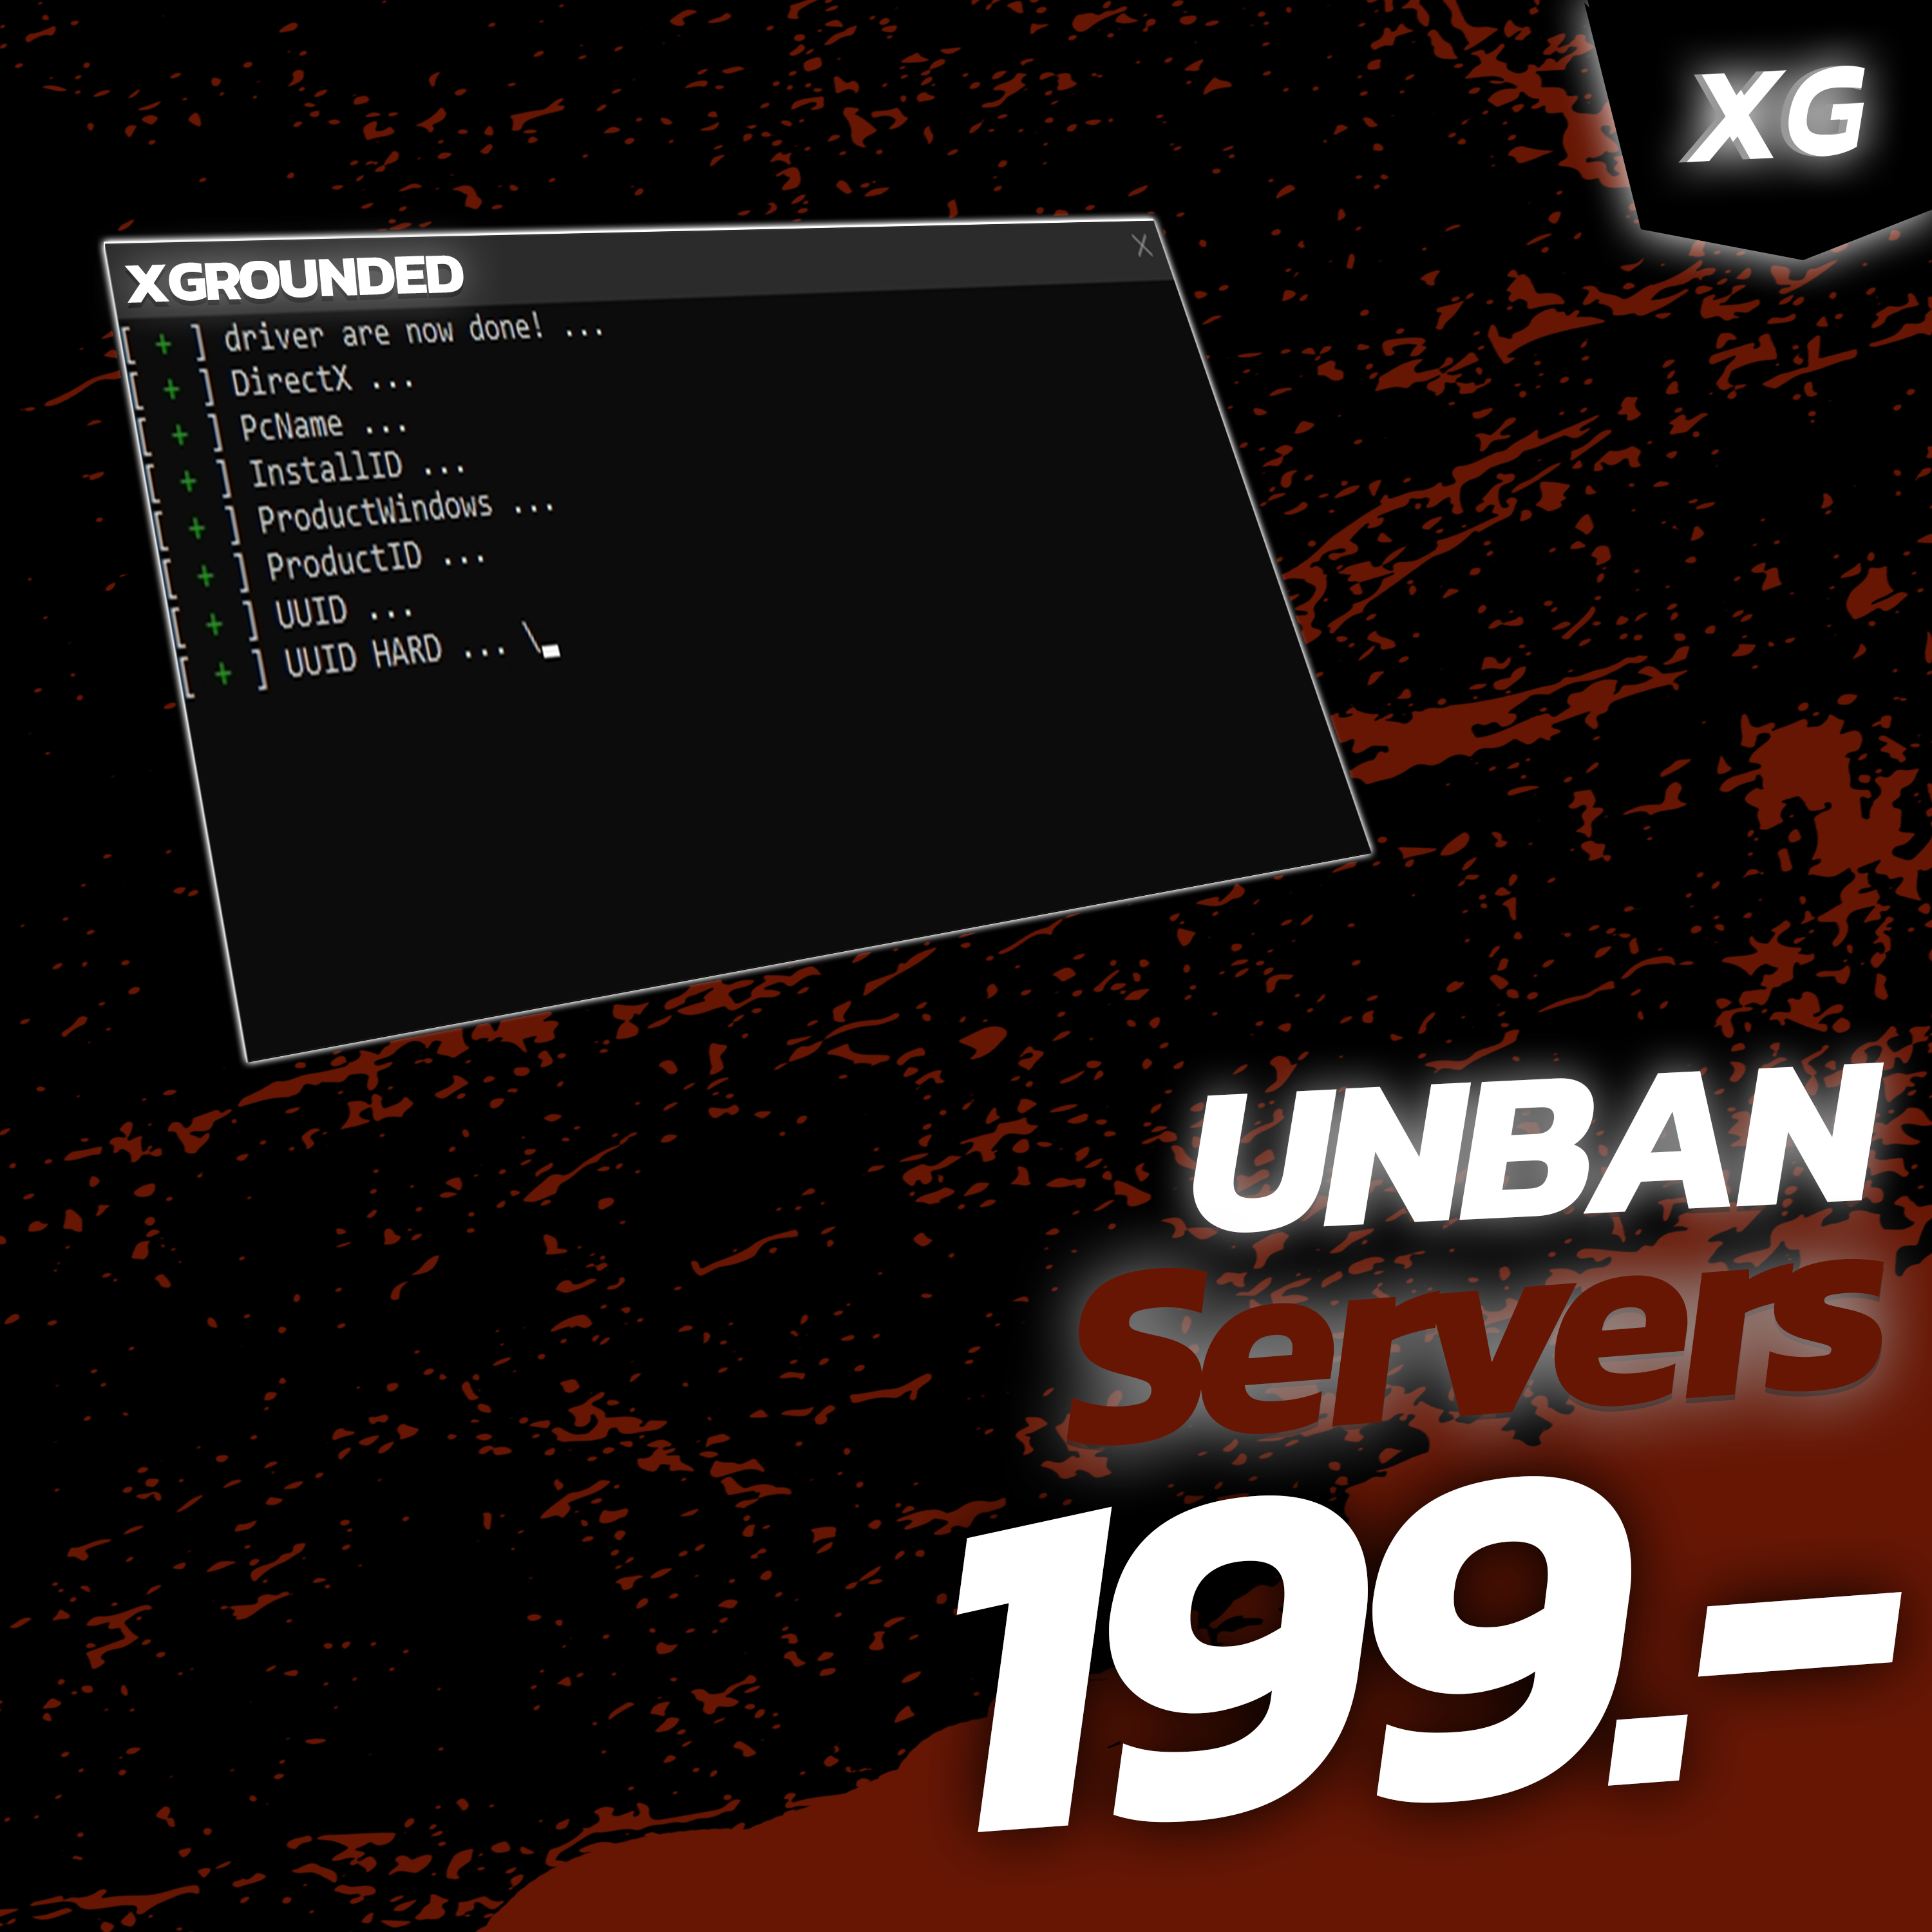 XG
XGROUNDED
X
[ + ] driver are now done! ...
[ + ] DirectX ...
[ + ] PcName ...
[ + ] InstallID ...
[ + ] ProductWindows ...
[ + ] ProductID ...
[ + ] UUID ...
[ + ] UUID HARD ... \
UNBAN
Servers
199.-